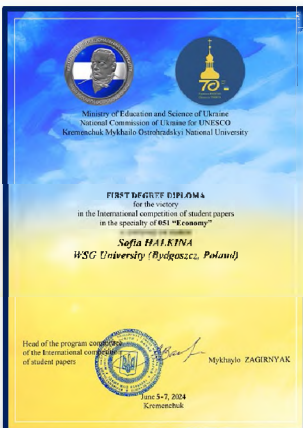 Ministry of Education and Science of Ukraine
National Commission of Ukraine for UNESCO
Kremenchuk Mykhailo Ostrohradskyi National University
FIRST DEGREE DIPLOMA
for the victory
in the International competition of student papers
in the specialty of 051 "Economy"
Sofia HALKINA
WSG University (Bydgoszcz, Poland)
Head of the program committee
of the International competition
of student papers
Mykhaylo ZAGIRNYAK
June 5-7, 2024
Kremenchuk